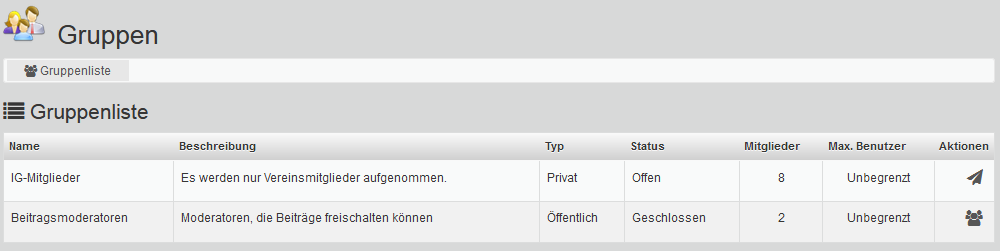 Gruppen
Gruppenliste
Gruppenliste
Name Beschreibung Typ Status Mitglieder Max. Benutzer Aktionen
IG-Mitglieder Es werden nur Vereinsmitglieder aufgenommen. Privat Offen 8 Unbegrenzt
Beitragsmoderatoren Moderatoren, die Beiträge freischalten können Öffentlich Geschlossen 2 Unbegrenzt